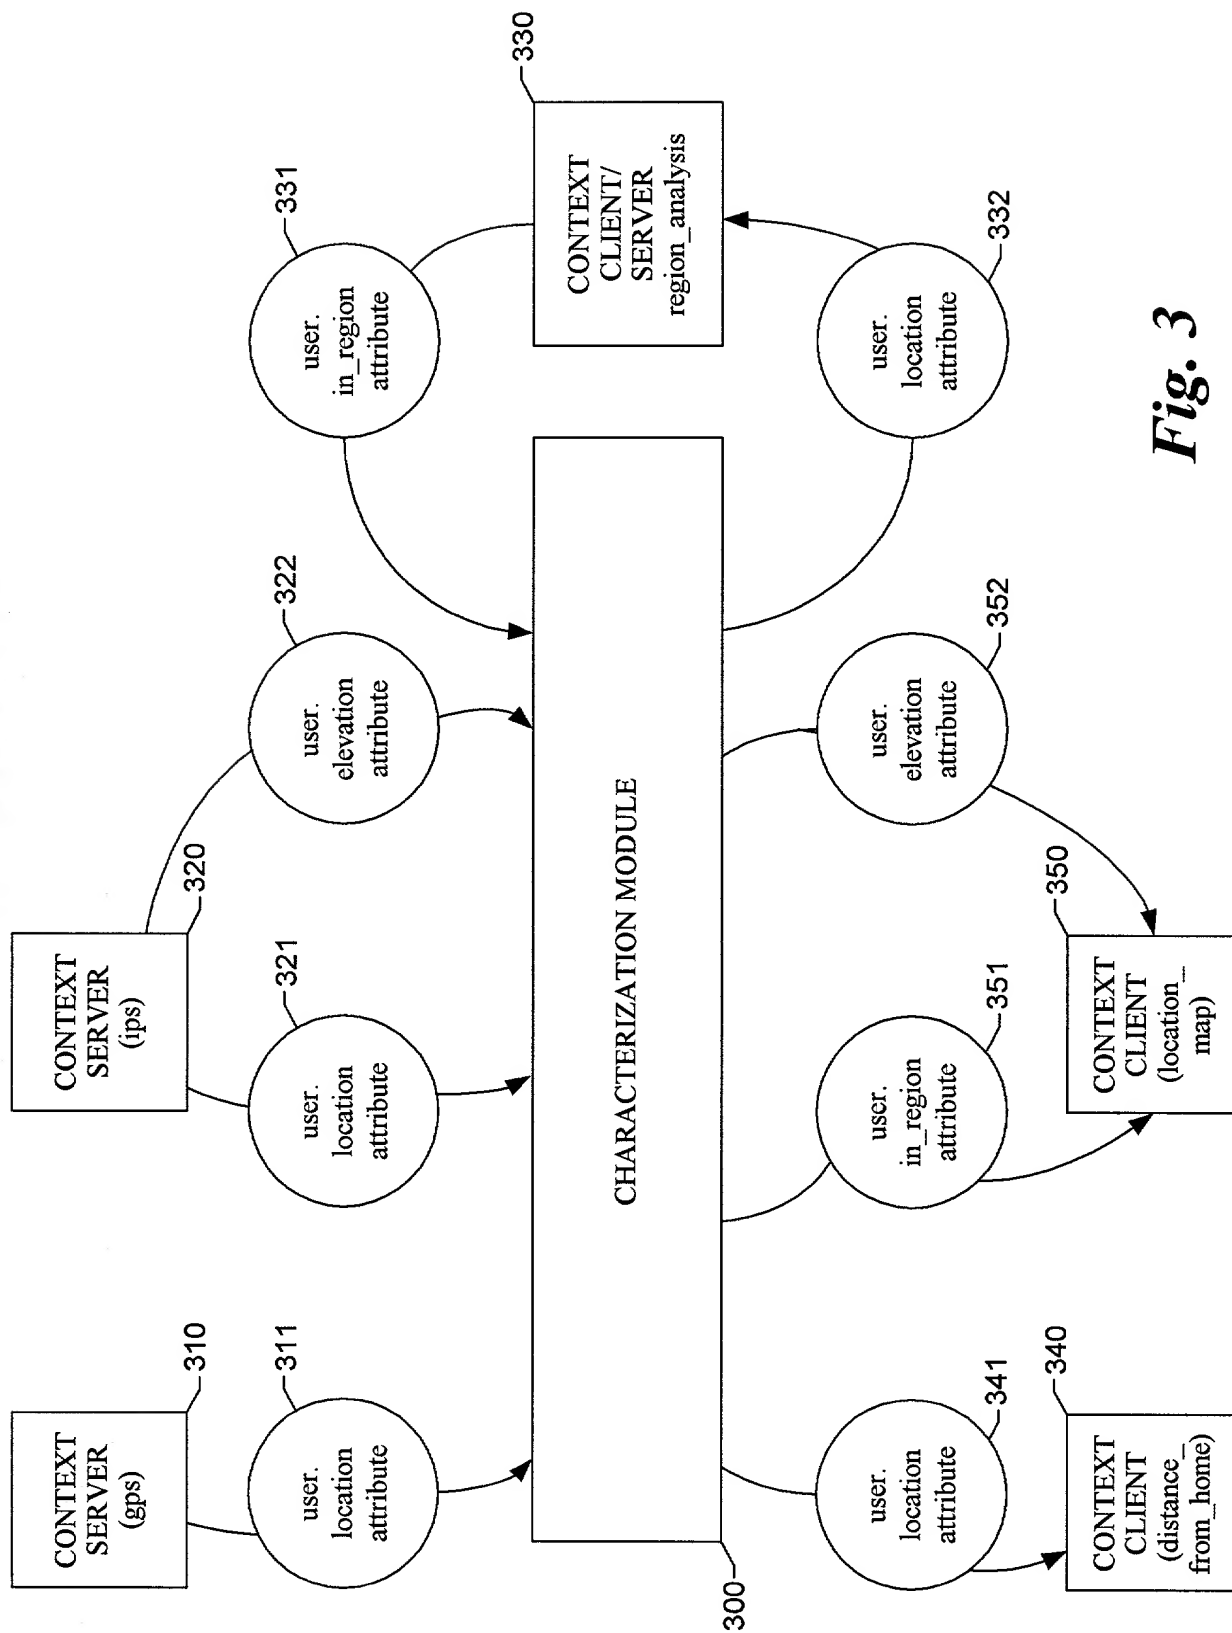 CONTEXT
SERVER
(gps)
310
user.
location
attribute
311
CONTEXT
SERVER
(ips)
320
user.
location
attribute
321
user.
elevation
attribute
322
user.
in_region
attribute
331
CONTEXT
CLIENT/
SERVER
region_analysis
330
CHARACTERIZATION MODULE
300
user.
location
attribute
341
user.
in_region
attribute
351
user.
elevation
attribute
352
user.
location
attribute
332
CONTEXT
CLIENT
(distance_
from_home)
340
CONTEXT
CLIENT
(location_
map)
350
Fig. 3